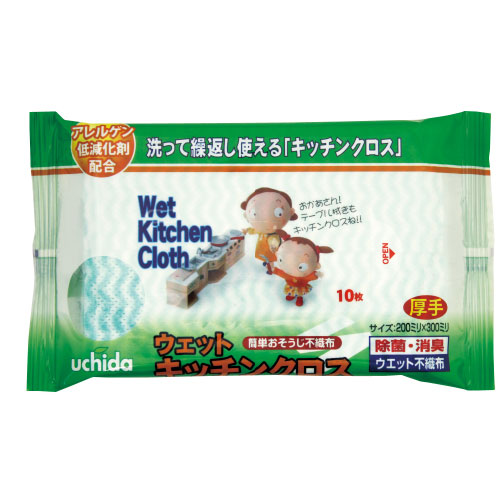 アレルゲン
低減化剤
配合
洗って繰返し使える「キッチンクロス」
Wet
Kitchen
Cloth
おかあさん!
テーブル拭きも
キッチンクロスね!!
OPEN
10枚
厚手
サイズ:200ミリ×300ミリ
ウエット
簡単おそうじ不織布
キッチンクロス
除菌・消臭
ウエット不織布
uchida